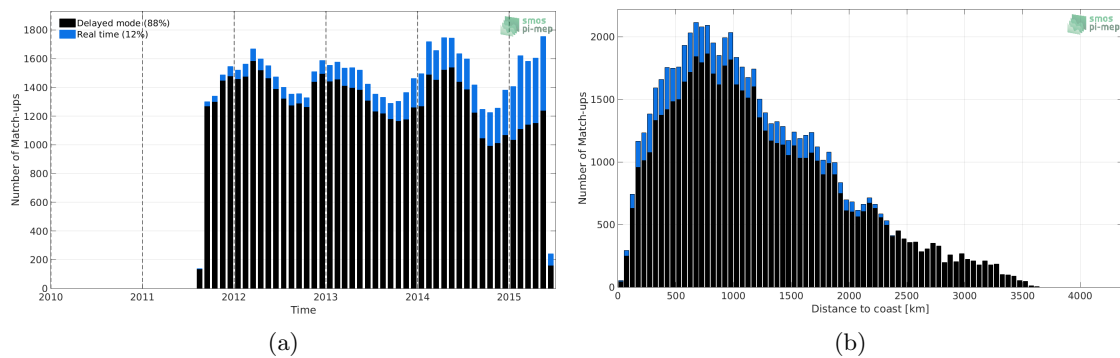 Delayed mode (88%)
Real time (12%)
smos
pi-mep
1800
1600
1400
1200
1000
800
600
400
200
0
Number of Match-ups
2010
2011
2012
2013
2014
2015
Time
(a)
smos
pi-mep
2000
1500
1000
500
0
Number of Match-ups
0
500
1000
1500
2000
2500
3000
3500
4000
Distance to coast [km]
(b)